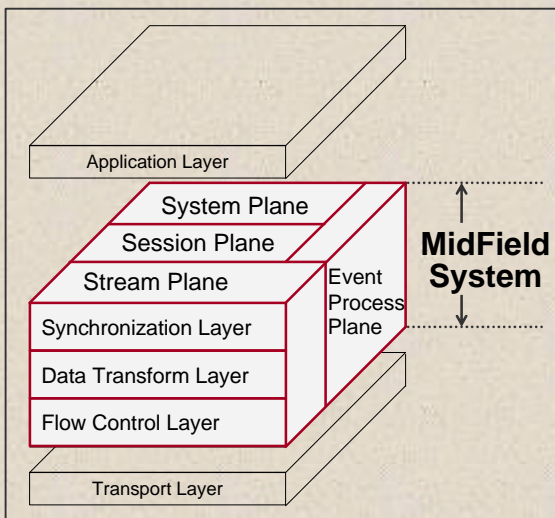 Application Layer
System Plane
Session Plane
Stream Plane
Synchronization Layer
Data Transform Layer
Flow Control Layer
Event
Process
Plane
MidField
System
Transport Layer